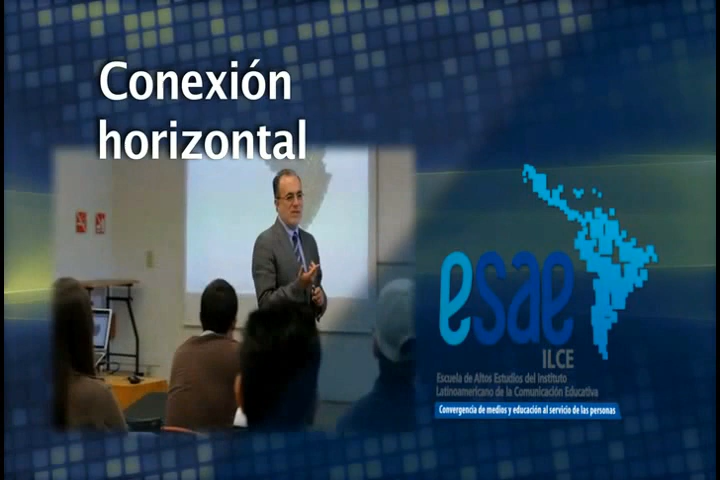 Conexión
horizontal
esae
ILCE
Escuela de Altos Estudios del Instituto
Latinoamericano de la Comunicación Educativa
Convergencia de medios y educación al servicio de las personas